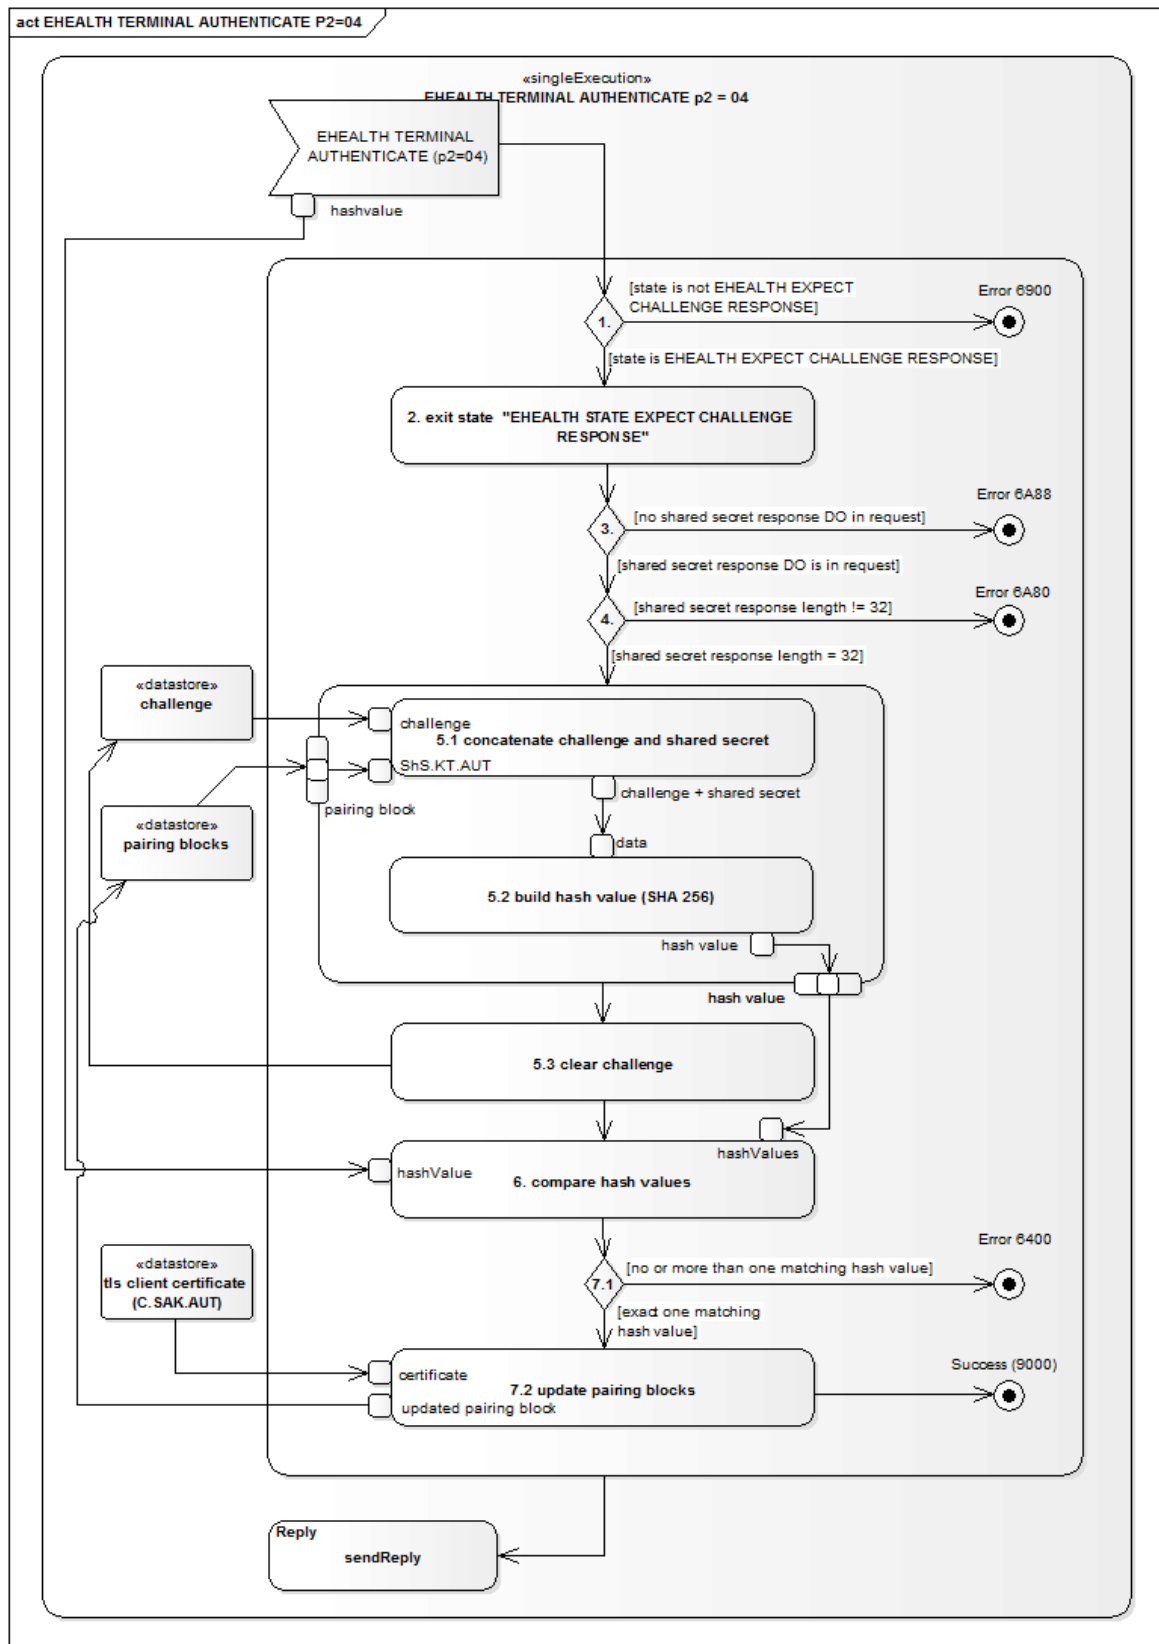 act EHEALTH TERMINAL AUTHENTICATE P2=04
«singleExecution»
EHEALTH TERMINAL AUTHENTICATE p2 = 04
EHEALTH TERMINAL
AUTHENTICATE (p2=04)
hashvalue
[state is not EHEALTH EXPECT
CHALLENGE RESPONSE]
Error 6900
1.
[state is EHEALTH EXPECT CHALLENGE RESPONSE]
2. exit state "EHEALTH STATE EXPECT CHALLENGE
RESPONSE"
Error 6A88
[no shared secret response DO in request]
3.
[shared secret response DO is in request]
Error 6A80
[shared secret response length != 32]
4.
[shared secret response length = 32]
«datastore»
challenge
challenge
5.1 concatenate challenge and shared secret
ShS.KT.AUT
challenge + shared secret
pairing block
«datastore»
pairing blocks
data
5.2 build hash value (SHA 256)
hash value
hash value
5.3 clear challenge
hashValues
hashValue
6. compare hash values
Error 6400
«datastore»
tls client certificate
(C.SAK.AUT)
[no or more than one matching hash value]
7.1
[exact one matching
hash value]
Success (9000)
certificate
7.2 update pairing blocks
updated pairing block
Reply
sendReply